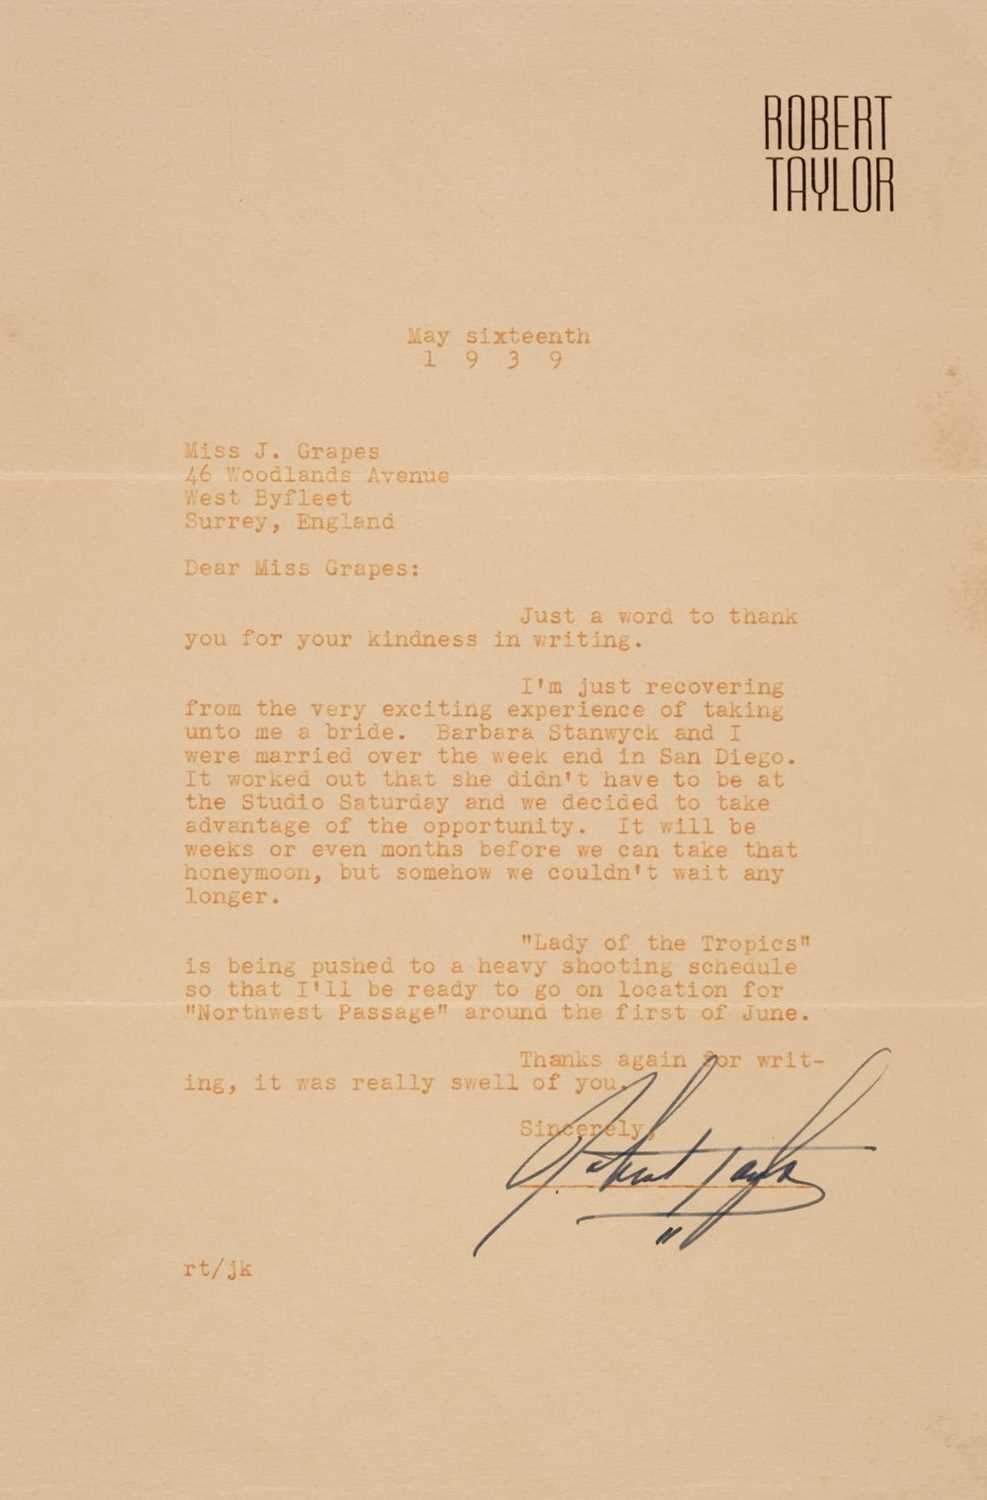 ROBERT
TAYLOR
May sixteenth
1 9 3 9
Miss J. Grapes
46 Woodlands Avenue
West Byfleet
Surrey, England
Dear Miss Grapes:
Just a word to thank
you for your kindness in writing.
I'm just recovering
from the very exciting experience of taking
unto me a bride. Barbara Stanwyck and I
were married over the week end in San Diego.
It worked out that she didn't have to be at
the Studio Saturday and we decided to take
advantage of the opportunity. It will be
weeks or even months before we can take that
honeymoon, but somehow we couldn't wait any
longer.
"Lady of the Tropics"
is being pushed to a heavy shooting schedule
so that I'll be ready to go on location for
"Northwest Passage" around the first of June.
Thanks again for writ-
ing, it was really swell of you.
Sincerely,
Robert Taylor
rt/jk